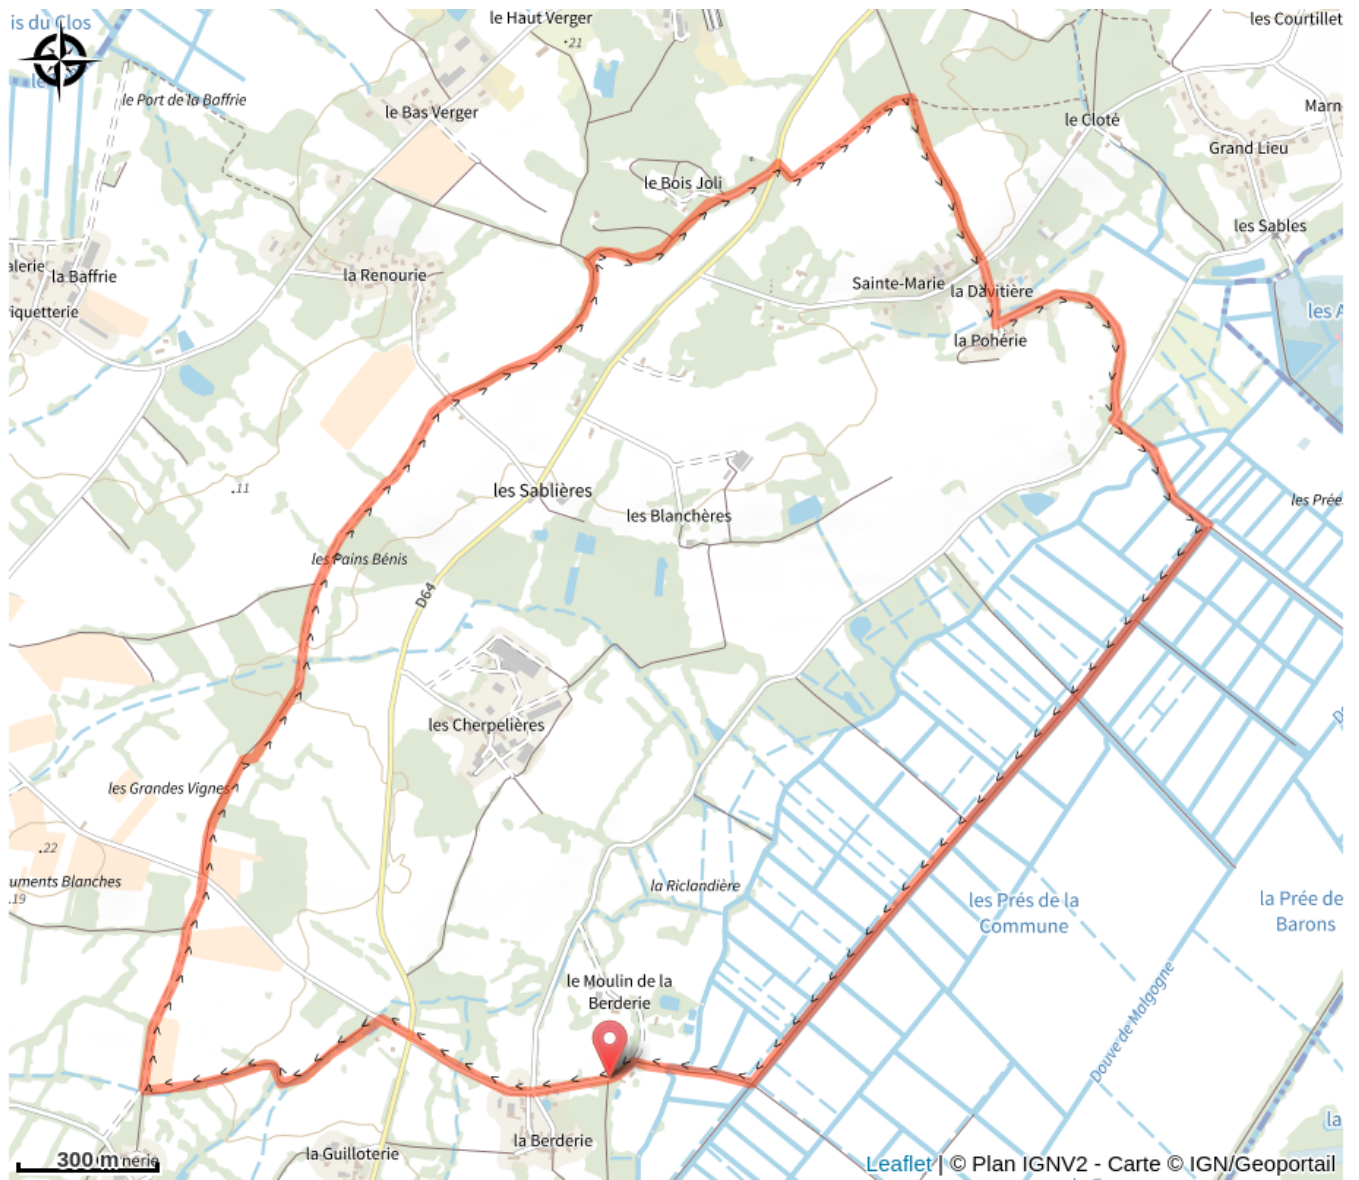 is du Clos
le Haut Verger
21
les Courtillet
le Port de la Baffrie
le Bas Verger
Marn
le Cloté
Grand Lieu
le Bois Joli
les Sables
alerie
la Baffrie
la Renourie
Sainte-Marie
la Davitière
iquetterie
les A
la Pohérie
11
les Sablières
les Prée
les Blanchères
les Pains Bénis
D64
les Cherpelières
les Grandes Vignes
22
uments Blanches
19
la Riclandière
les Prés de la
Commune
la Prée de
Barons
le Moulin de la
Berderie
Douve de Malgogne
la
la Berderie
la Guilloterie
300 m
nerie
Leaflet | © Plan IGNV2 - Carte © IGN/Geoportail